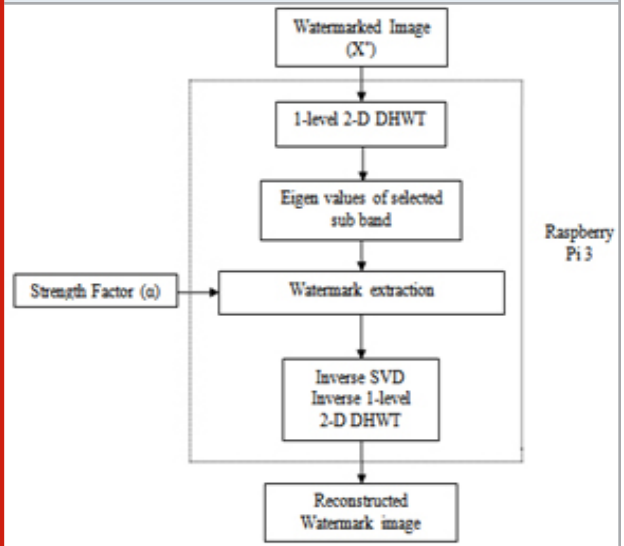 Watermarked Image
(X")
1-level 2-D DHWT
Eigen values of selected
sub band
Raspberry
Pi 3
Strength Factor (α)
Watermark extraction
Inverse SVD
Inverse 1-level
2-D DHWT
Reconstructed
Watermark image